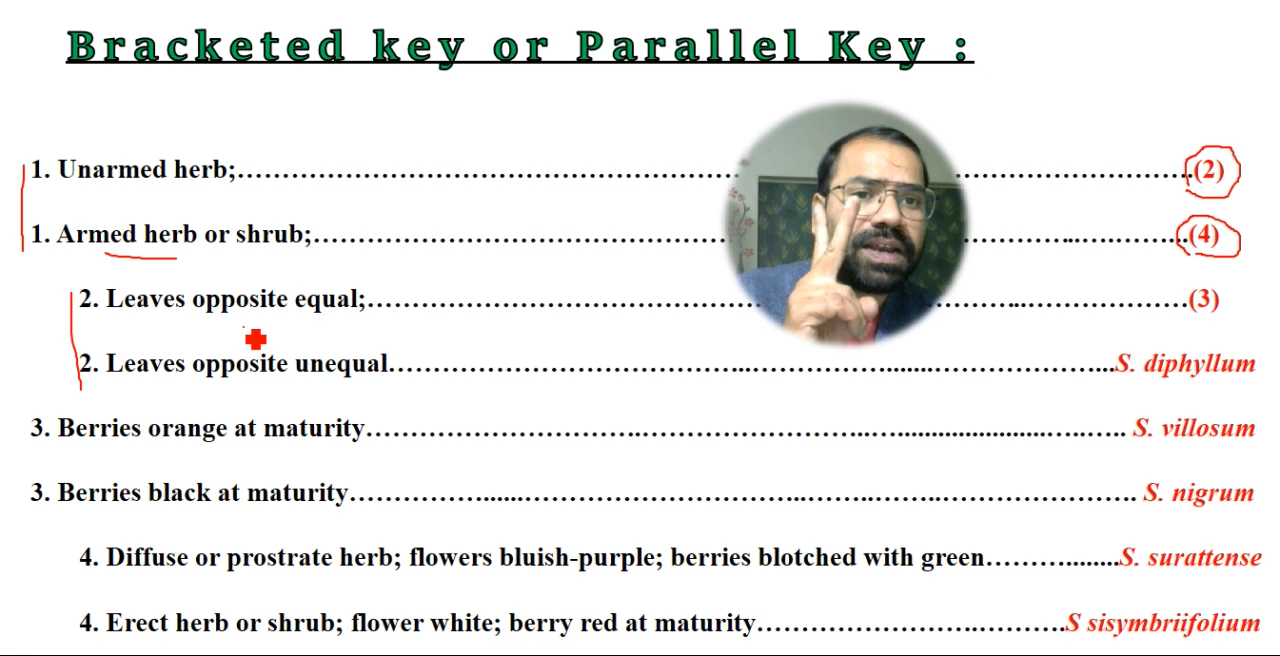 Bracketed key or Parallel Key :
1. Unarmed herb;..........(2)
1. Armed herb or shrub;..........(4)
2. Leaves opposite equal;..........(3)
2. Leaves opposite unequal..........S. diphyllum
3. Berries orange at maturity.......... S. villosum
3. Berries black at maturity.......... S. nigrum
4. Diffuse or prostrate herb; flowers bluish-purple; berries blotched with green..........S. surattense
4. Erect herb or shrub; flower white; berry red at maturity..........S sisymbriifolium